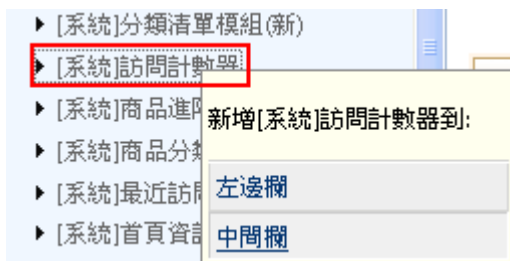 [系統]分類清單模組(新)
[系統]訪問計數器
[系統]商品進
[系統]商品分
[系統]最近訪
[系統]首頁資
新增[系統]訪問計數器到:
左邊欄
中間欄